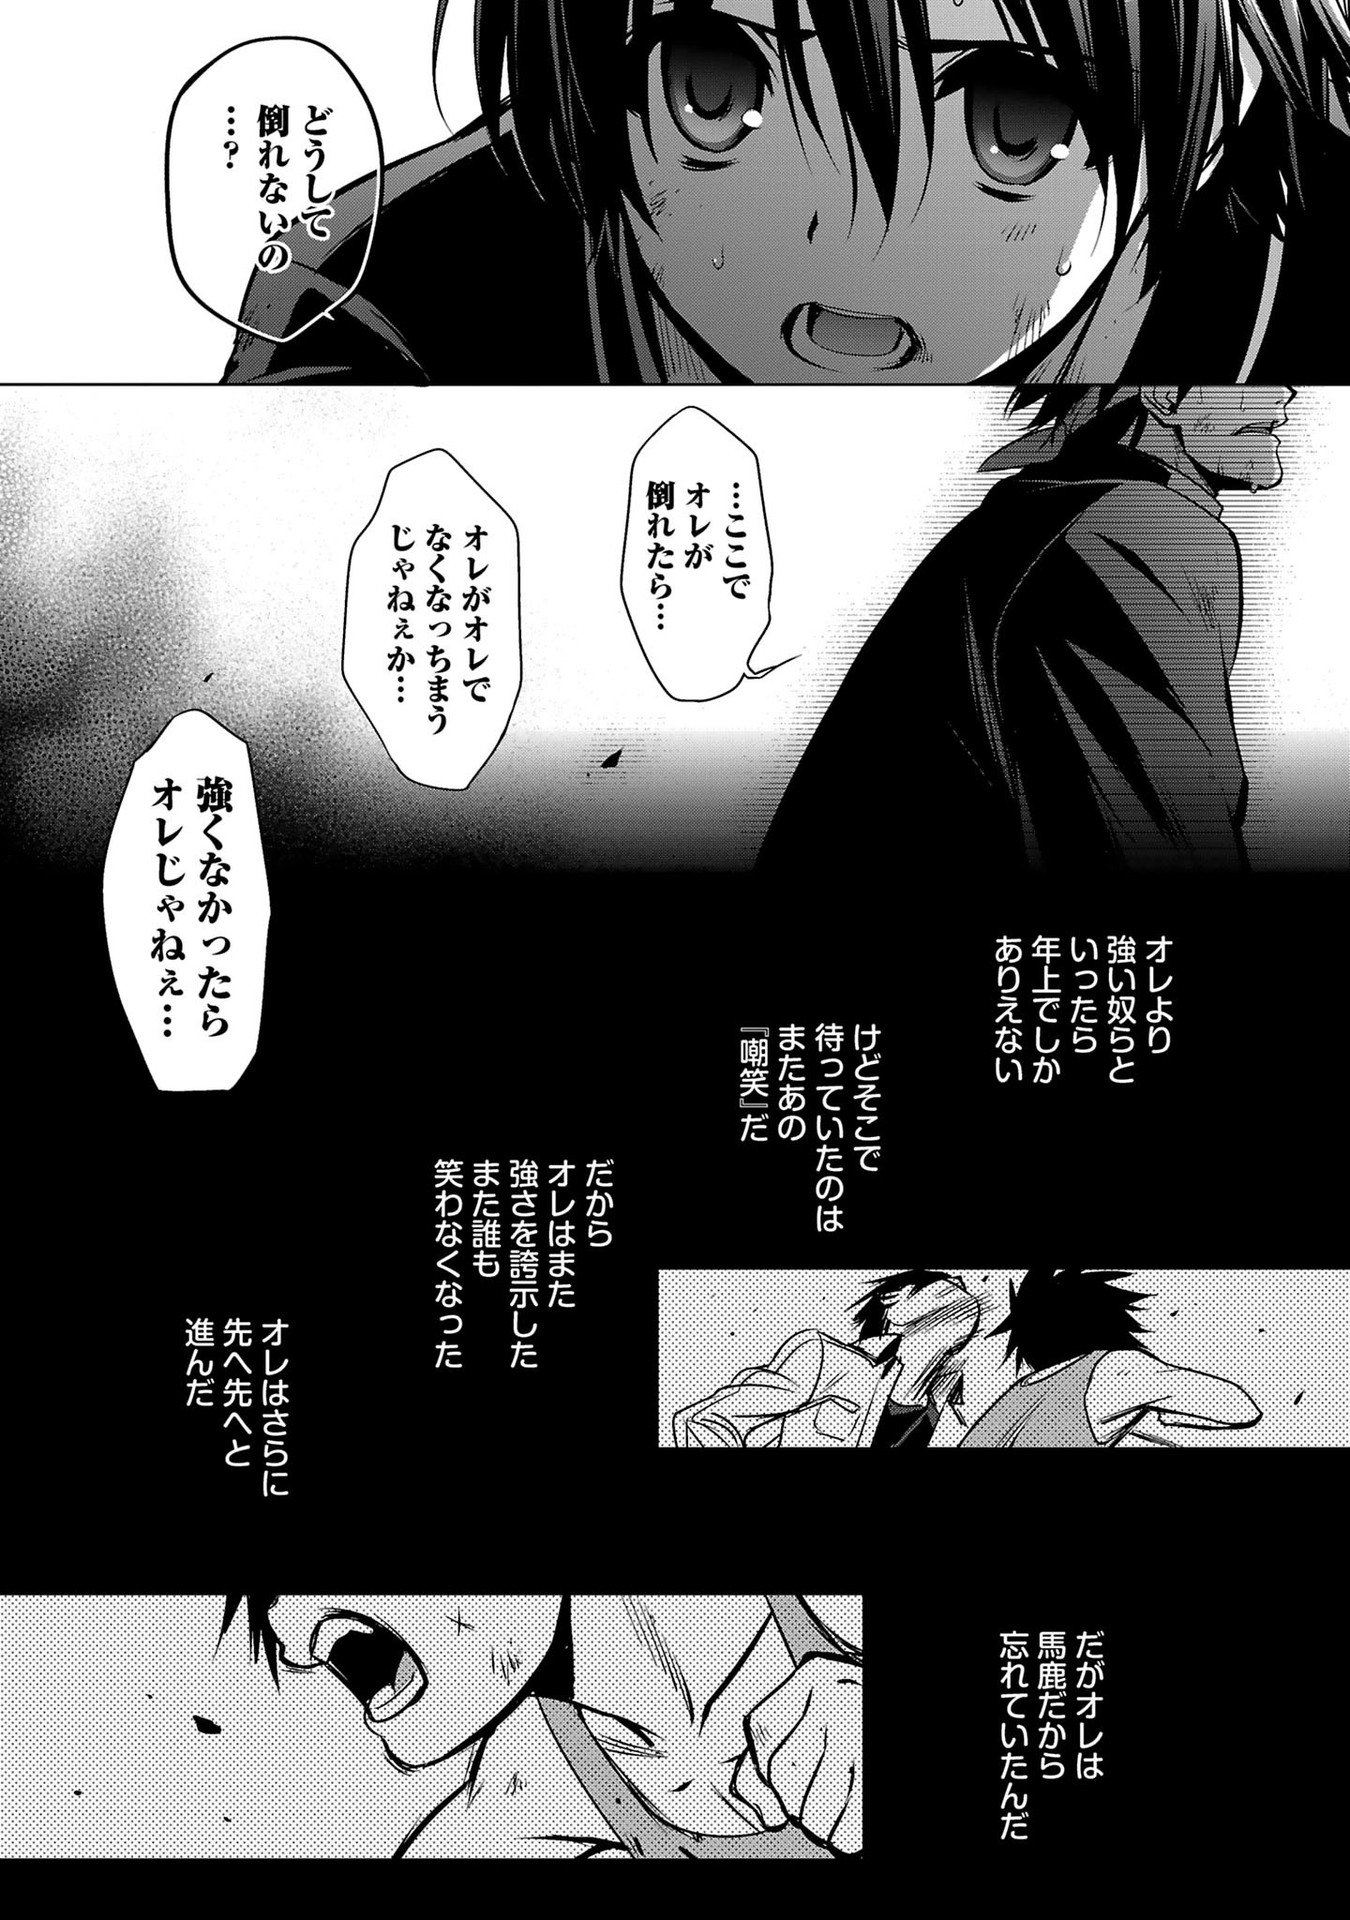 どうして
倒れないの
…?
…ここで
オレが
倒れたら…
オレがオレで
なくなっちまう
じゃねぇか…
強くなかったら
オレじゃねぇ…
オレより
強い奴らと
いったら
年上でしか
ありえない
けどそこで
待っていたのは
またあの
『嘲笑』だ
だから
オレはまた
強さを誇示した
また誰も
笑わなくなった
オレはさらに
先へ先へと
進んだ
だがオレは
馬鹿だから
忘れていたんだ